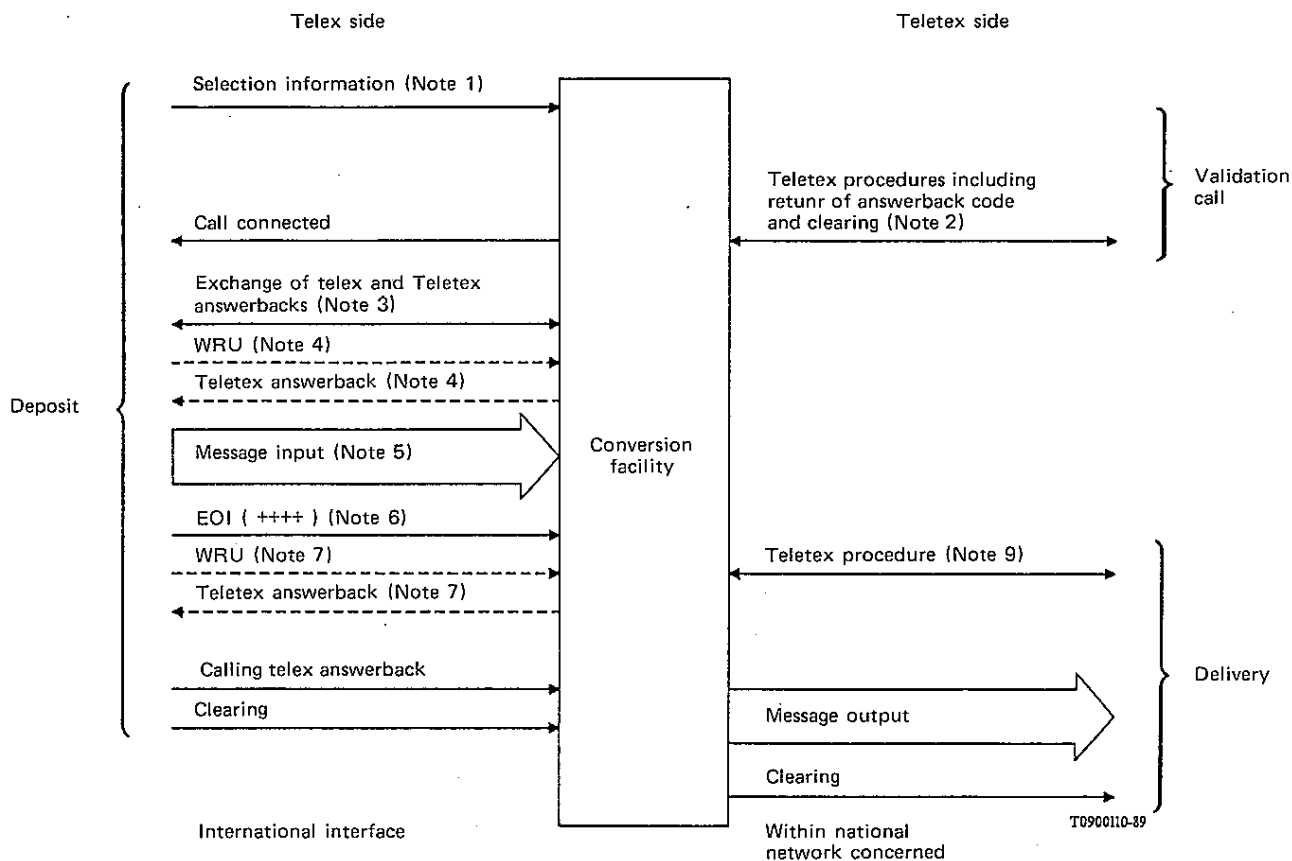 Telex side
Teletex side
Selection information (Note 1)
Validation
call
Teletex procedures including
retunr of answerback code
and clearing (Note 2)
Call connected
Exchange of telex and Teletex
answerbacks (Note 3)
WRU (Note 4)
Teletex answerback (Note 4)
Deposit
Message input (Note 5)
Conversion
facility
EOI ( ++++ ) (Note 6)
WRU (Note 7)
Teletex answerback (Note 7)
Teletex procedure (Note 9)
Calling telex answerback
Clearing
Delivery
Message output
Clearing
T0900110-89
International interface
Within national
network concerned